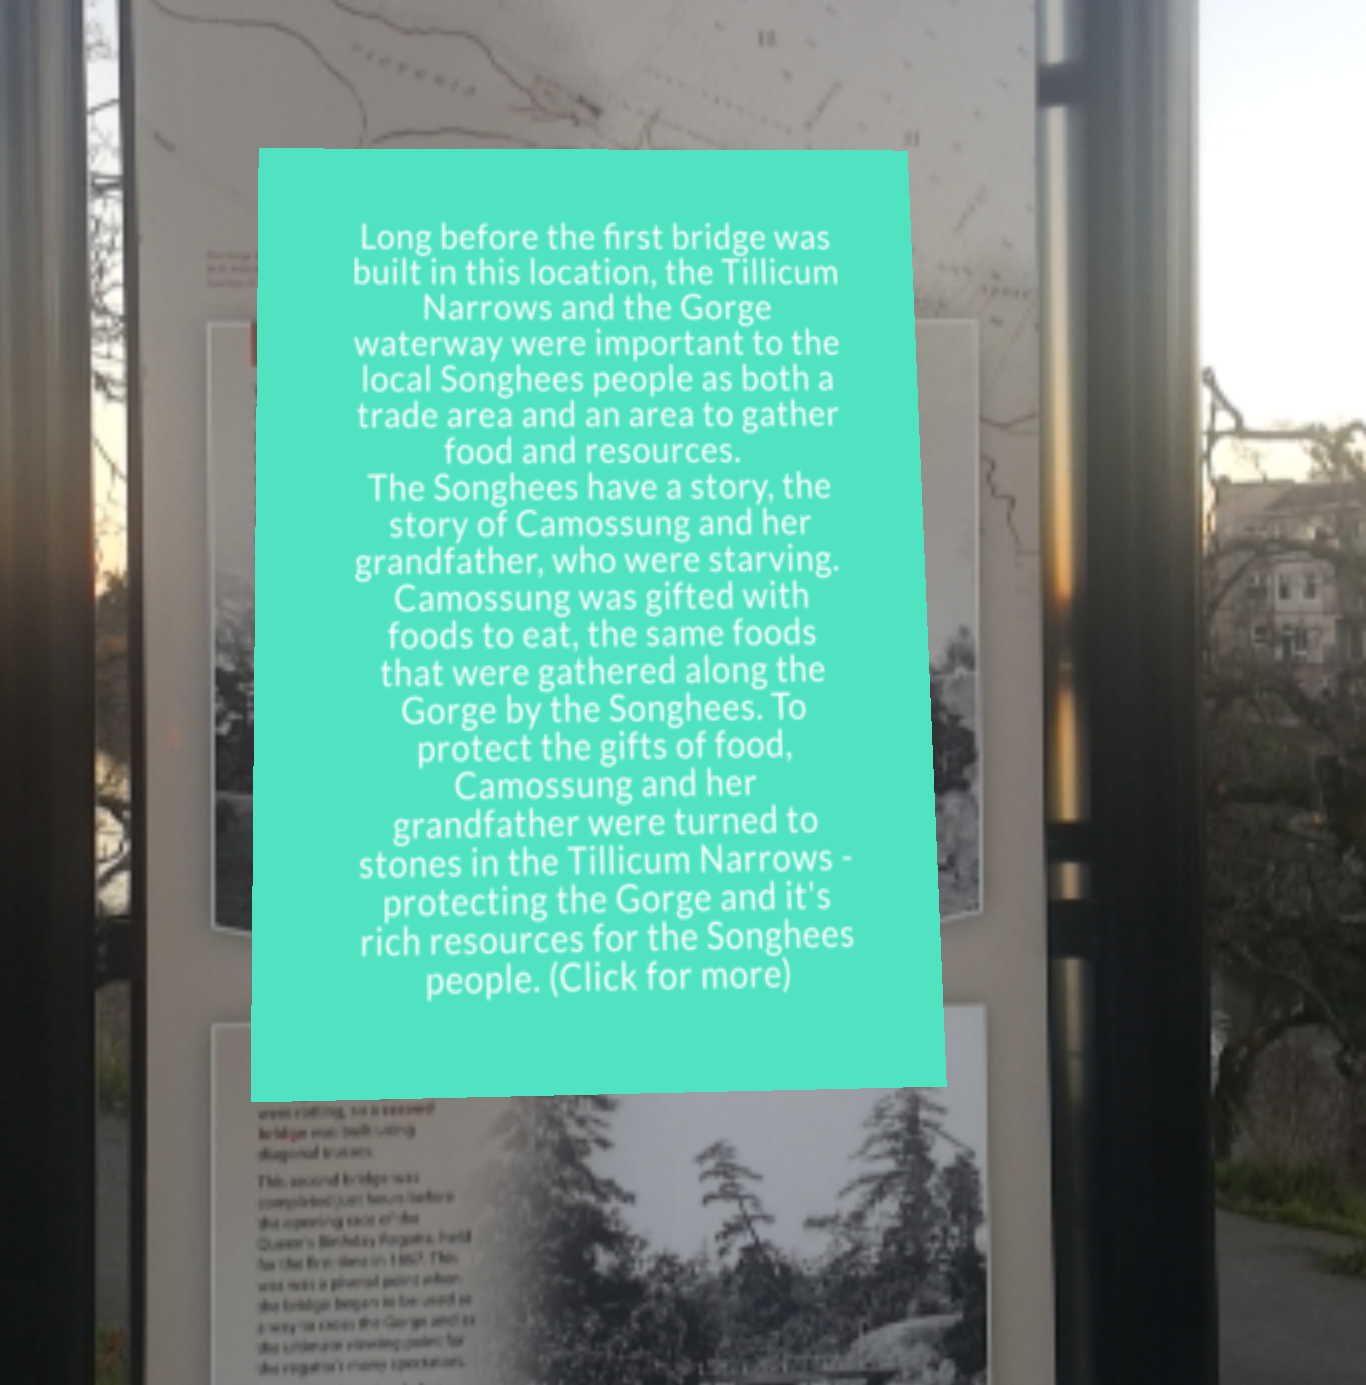 VICTORIA
Long before the first bridge was
built in this location, the Tillicum
Narrows and the Gorge
waterway were important to the
local Songhees people as both a
trade area and an area to gather
food and resources.
The Songhees have a story, the
story of Camossung and her
grandfather, who were starving.
Camossung was gifted with
foods to eat, the same foods
that were gathered along the
Gorge by the Songhees. To
protect the gifts of food,
Camossung and her
grandfather were turned to
stones in the Tillicum Narrows -
protecting the Gorge and it's
rich resources for the Songhees
people. (Click for more)
were rotting, so a second
bridge was built using
diagonal trusses.
This second bridge was
completed just hours before
the opening race of the
Queen's Birthday Regatta, held
for the first time in 1867. This
was was a pivotal point when
the bridge began to be used as
a way to cross the Gorge and as
the ultimate viewing point for
the regatta's many spectators.